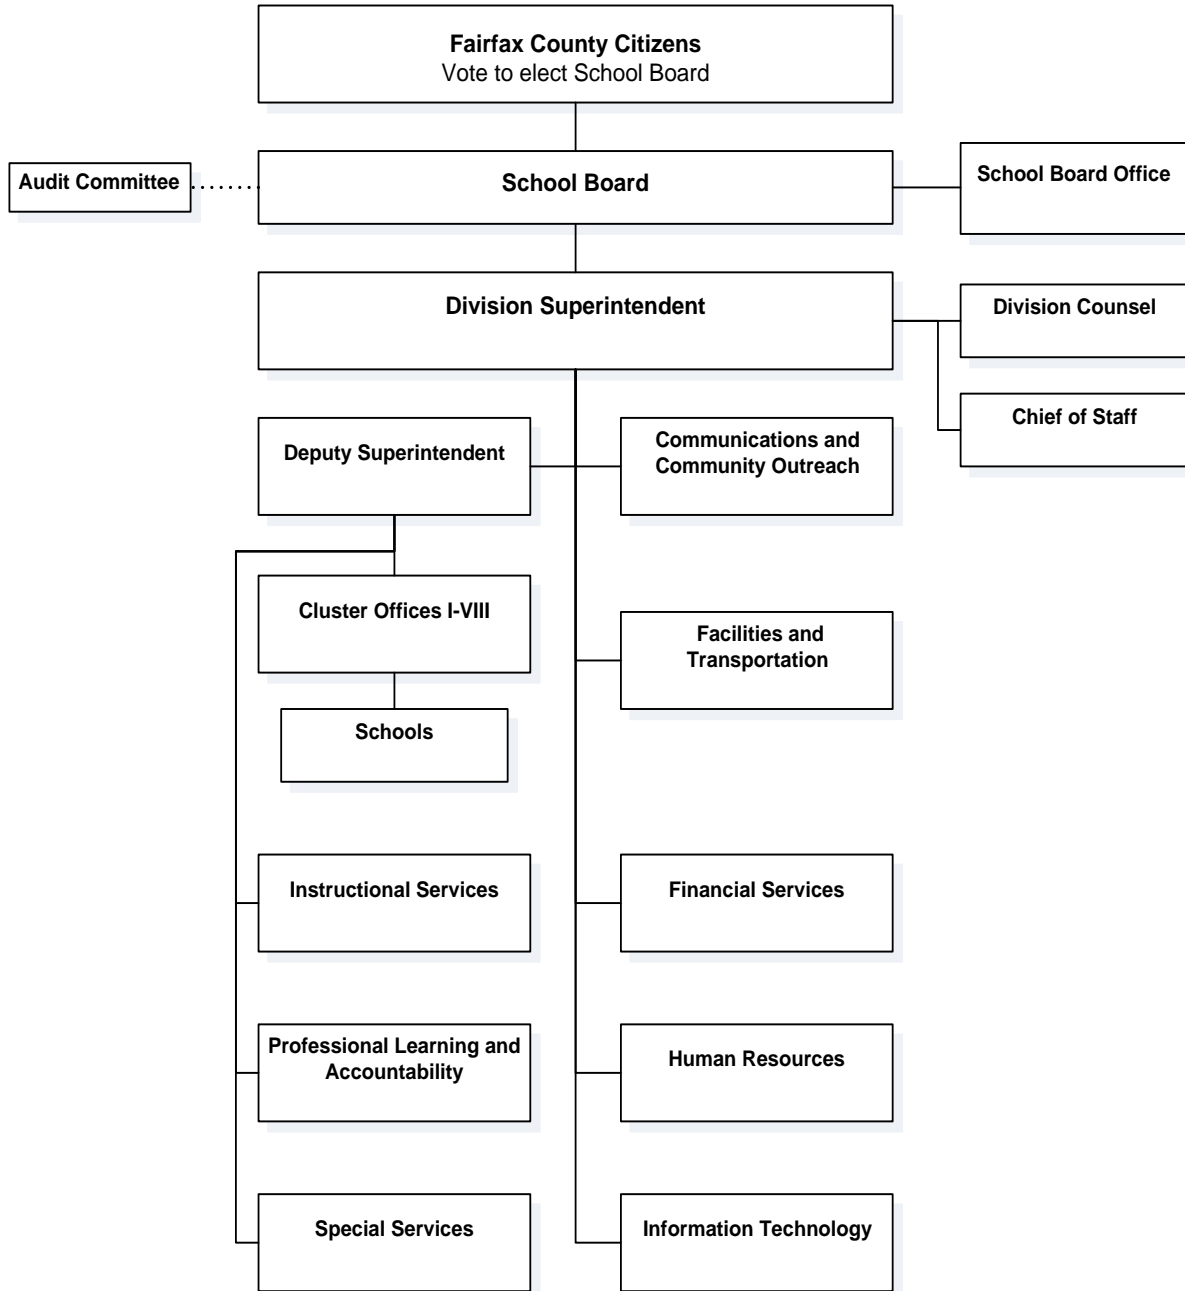 Fairfax County Citizens
Vote to elect School Board
Audit Committee
School Board
School Board Office
Division Superintendent
Division Counsel
Chief of Staff
Deputy Superintendent
Communications and
Community Outreach
Cluster Offices I-VIII
Facilities and
Transportation
Schools
Instructional Services
Financial Services
Professional Learning and
Accountability
Human Resources
Special Services
Information Technology